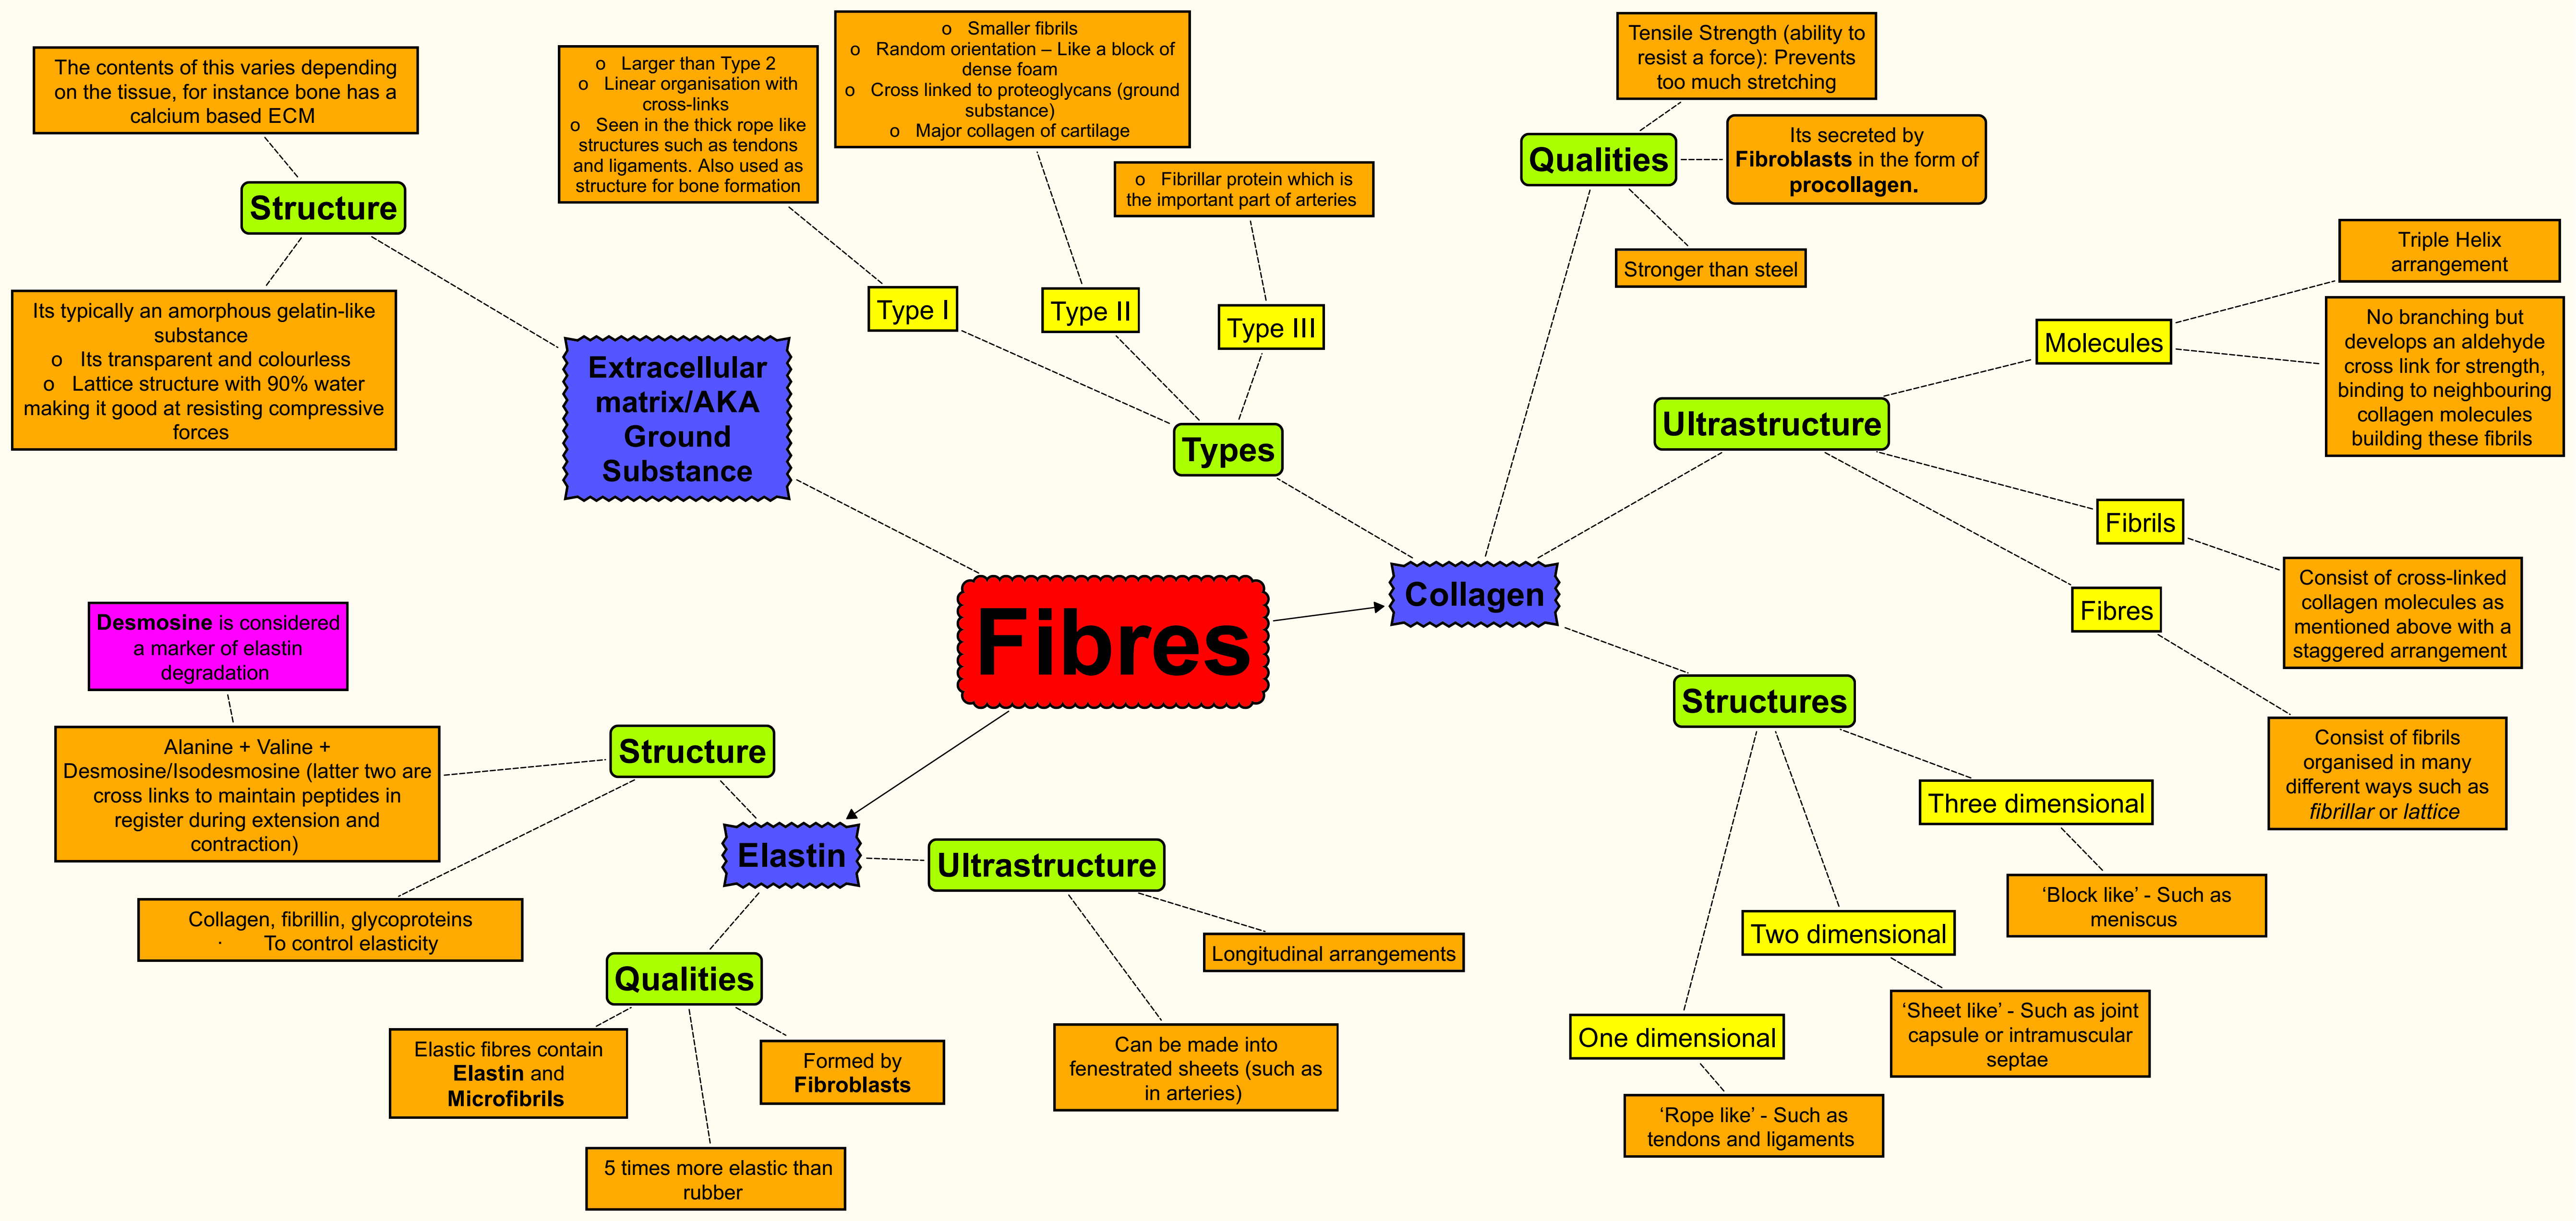 The contents of this varies depending
on the tissue, for instance bone has a
calcium based ECM
Structure
Its typically an amorphous gelatin-like
substance
o Its transparent and colourless
o Lattice structure with 90% water
making it good at resisting compressive
forces
Extracellular
matrix/AKA
Ground
Substance
o Larger than Type 2
o Linear organisation with
cross-links
o Seen in the thick rope like
structures such as tendons
and ligaments. Also used as
structure for bone formation
o Smaller fibrils
o Random orientation – Like a block of
dense foam
o Cross linked to proteoglycans (ground
substance)
o Major collagen of cartilage
o Fibrillar protein which is
the important part of arteries
Type I
Type II
Type III
Types
Tensile Strength (ability to
resist a force): Prevents
too much stretching
Qualities
Its secreted by
Fibroblasts in the form of
procollagen.
Stronger than steel
Triple Helix
arrangement
Molecules
No branching but
develops an aldehyde
cross link for strength,
binding to neighbouring
collagen molecules
building these fibrils
Ultrastructure
Fibrils
Consist of cross-linked
collagen molecules as
mentioned above with a
staggered arrangement
Fibres
Consist of fibrils
organised in many
different ways such as
fibrillar or lattice
Collagen
Fibres
Structures
Three dimensional
‘Block like’ - Such as
meniscus
Two dimensional
‘Sheet like’ - Such as joint
capsule or intramuscular
septae
One dimensional
‘Rope like’ - Such as
tendons and ligaments
Desmosine is considered
a marker of elastin
degradation
Alanine + Valine +
Desmosine/Isodesmosine (latter two are
cross links to maintain peptides in
register during extension and
contraction)
Structure
Collagen, fibrillin, glycoproteins
· To control elasticity
Elastin
Ultrastructure
Longitudinal arrangements
Can be made into
fenestrated sheets (such as
in arteries)
Qualities
Elastic fibres contain
Elastin and
Microfibrils
Formed by
Fibroblasts
5 times more elastic than
rubber